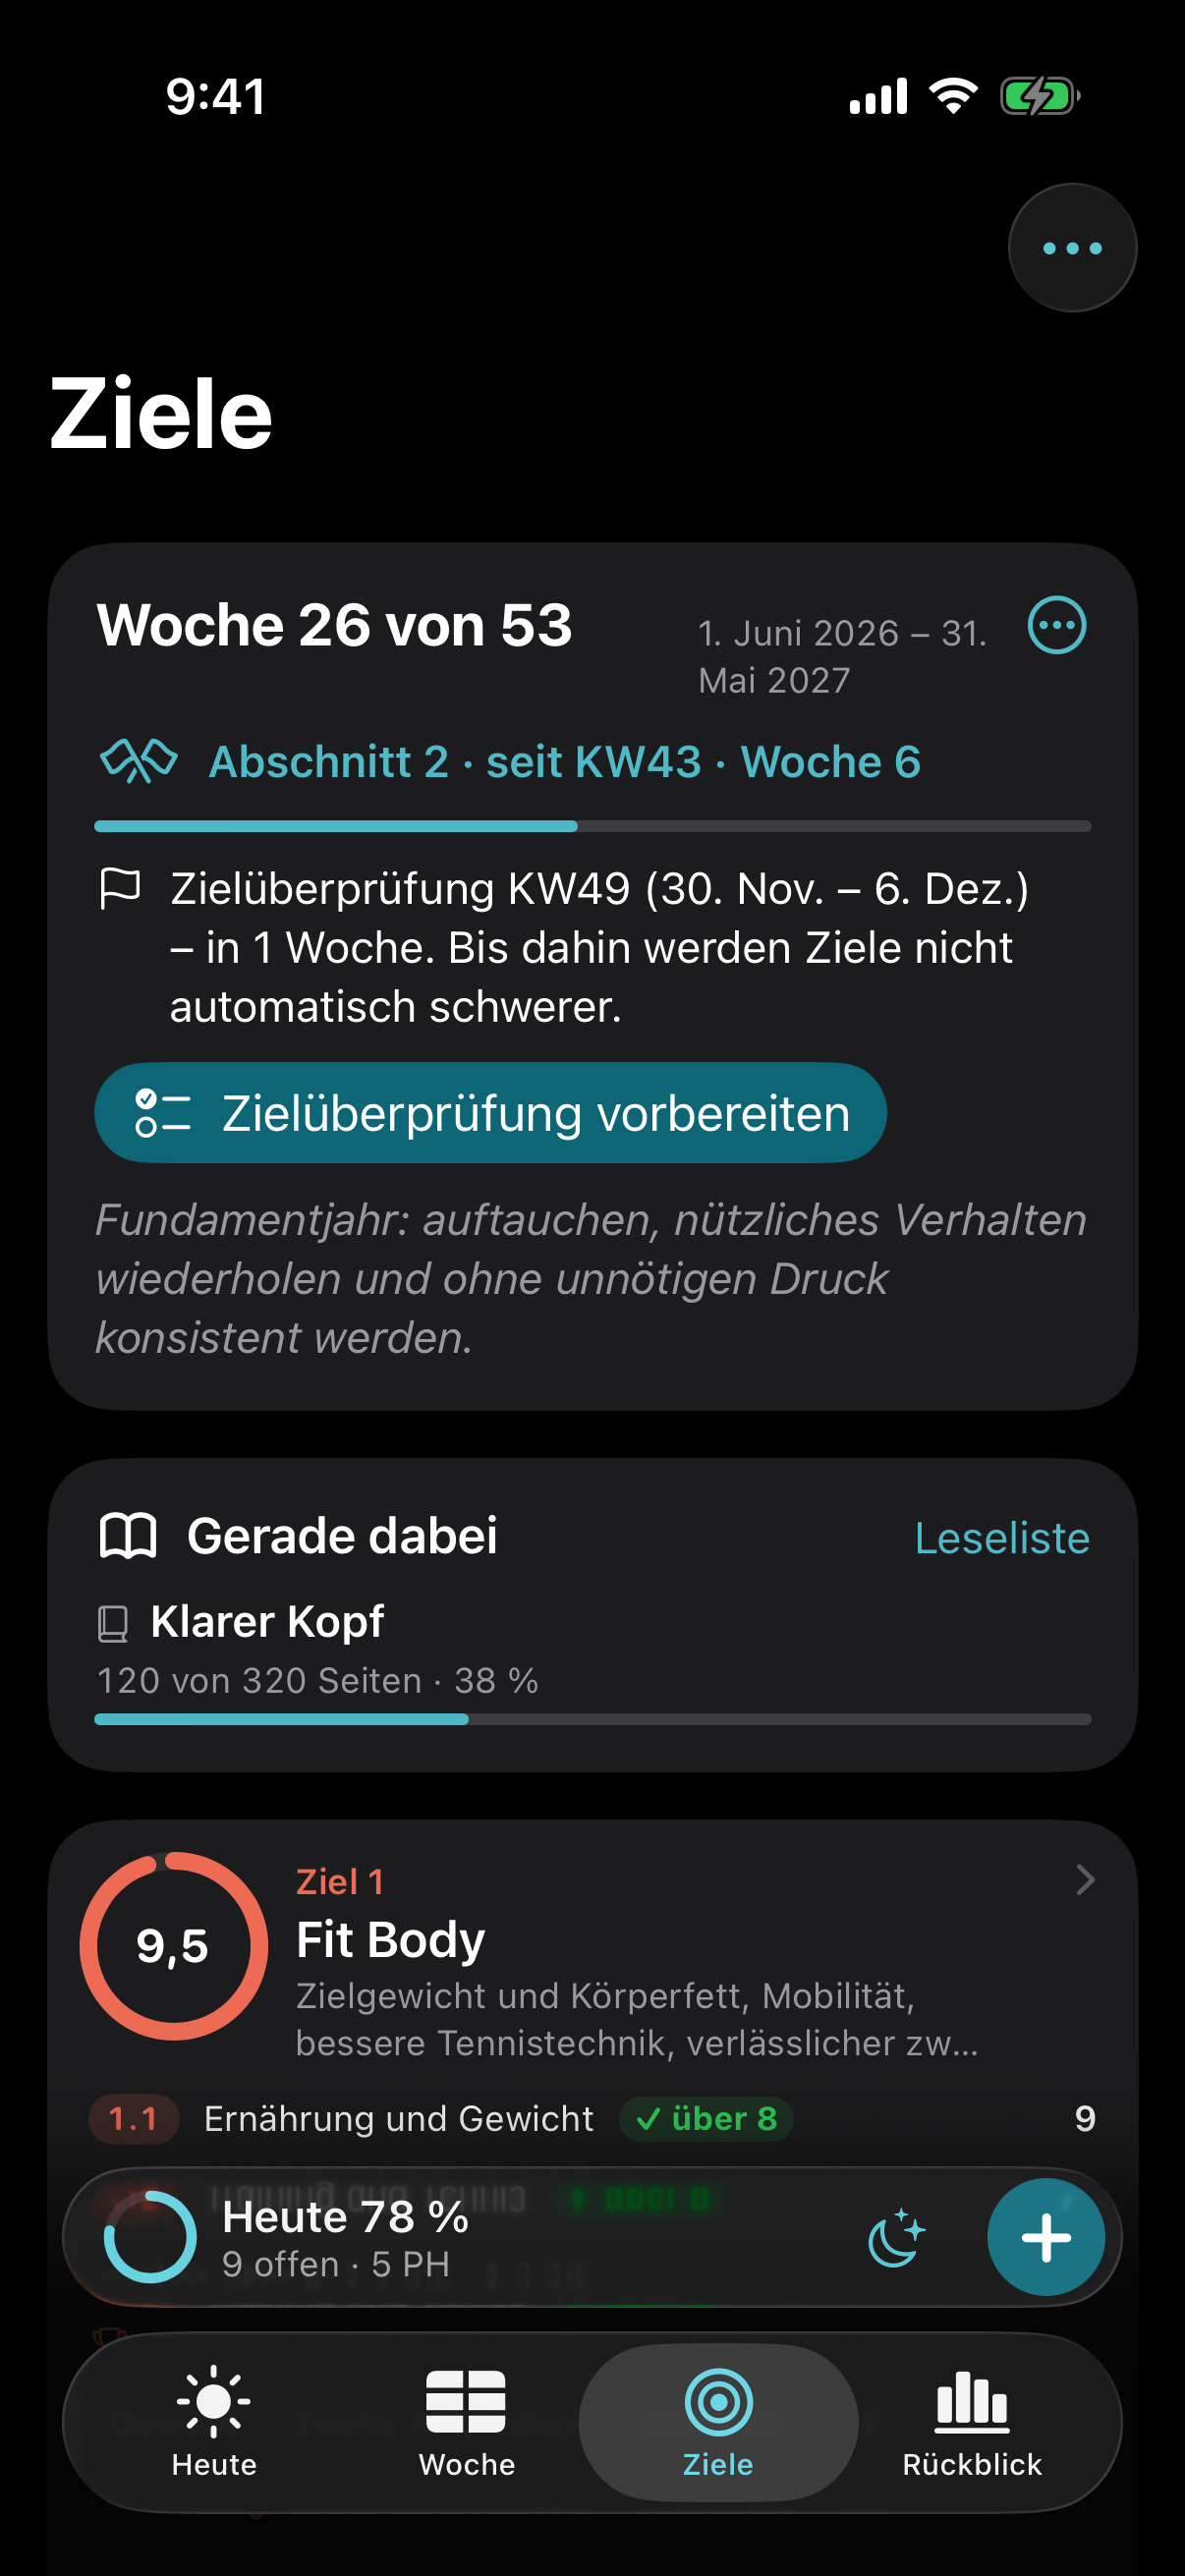 9:41
Ziele
Woche 26 von 53
1. Juni 2026 – 31.
Mai 2027
Abschnitt 2 · seit KW43 · Woche 6
Zielüberprüfung KW49 (30. Nov. – 6. Dez.)
– in 1 Woche. Bis dahin werden Ziele nicht
automatisch schwerer.
Zielüberprüfung vorbereiten
Fundamentjahr: auftauchen, nützliches Verhalten
wiederholen und ohne unnötigen Druck
konsistent werden.
Gerade dabei
Leseliste
Klarer Kopf
120 von 320 Seiten · 38 %
Ziel 1
9,5
Fit Body
Zielgewicht und Körperfett, Mobilität,
bessere Tennistechnik, verlässlicher zw…
1.1 Ernährung und Gewicht ✓ über 8 9
Heute 78 %
9 offen · 5 PH
Heute
Woche
Ziele
Rückblick